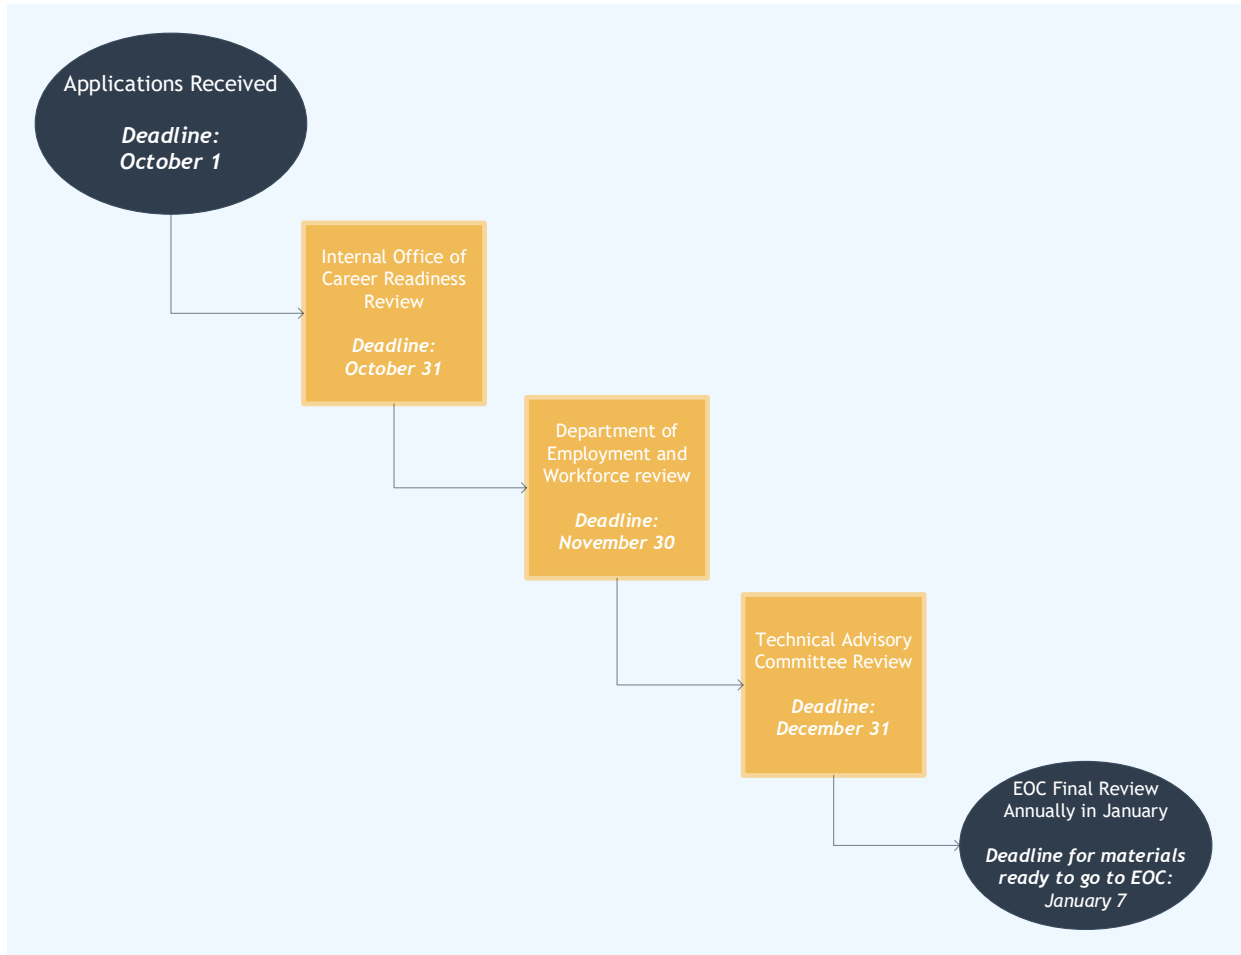 Applications Received
Deadline:
October 1
Internal Office of
Career Readiness
Review
Deadline:
October 31
Department of
Employment and
Workforce review
Deadline:
November 30
Technical Advisory
Committee Review
Deadline:
December 31
EOC Final Review
Annually in January
Deadline for materials
ready to go to EOC:
January 7